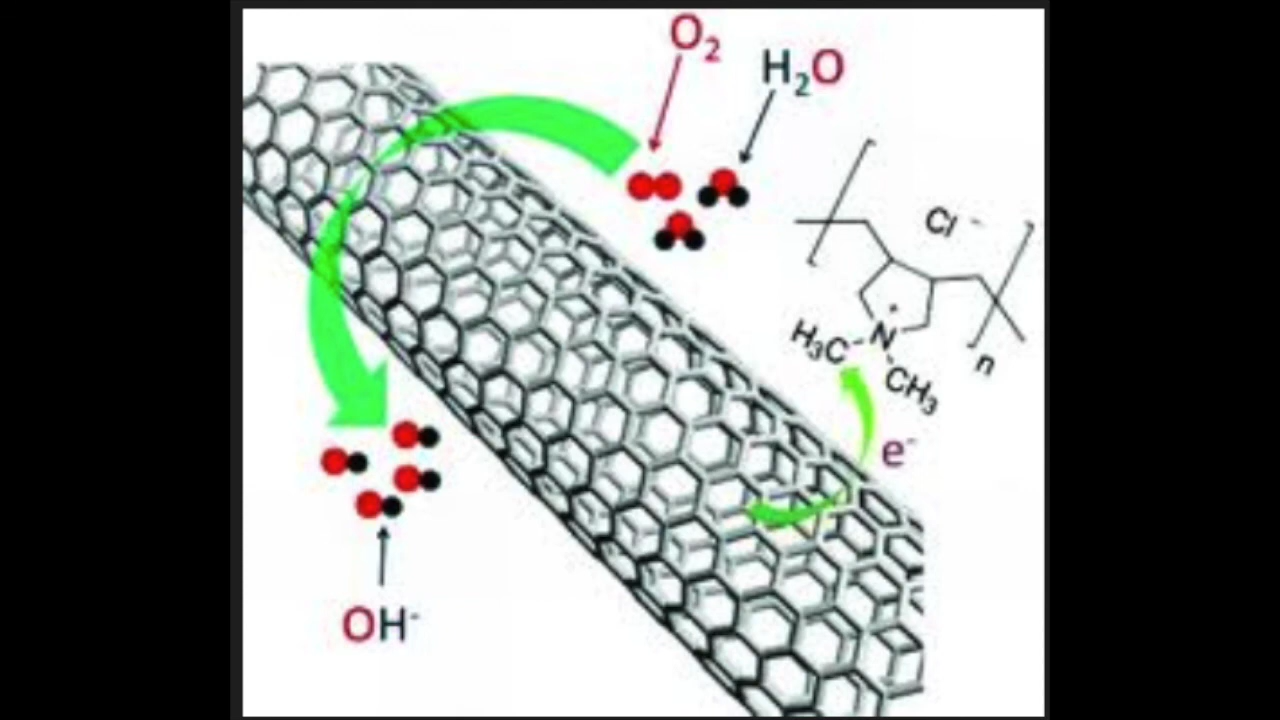 O₂
H₂O
Cl⁻
N⁺
H₃C
CH₃
n
e⁻
OH⁻